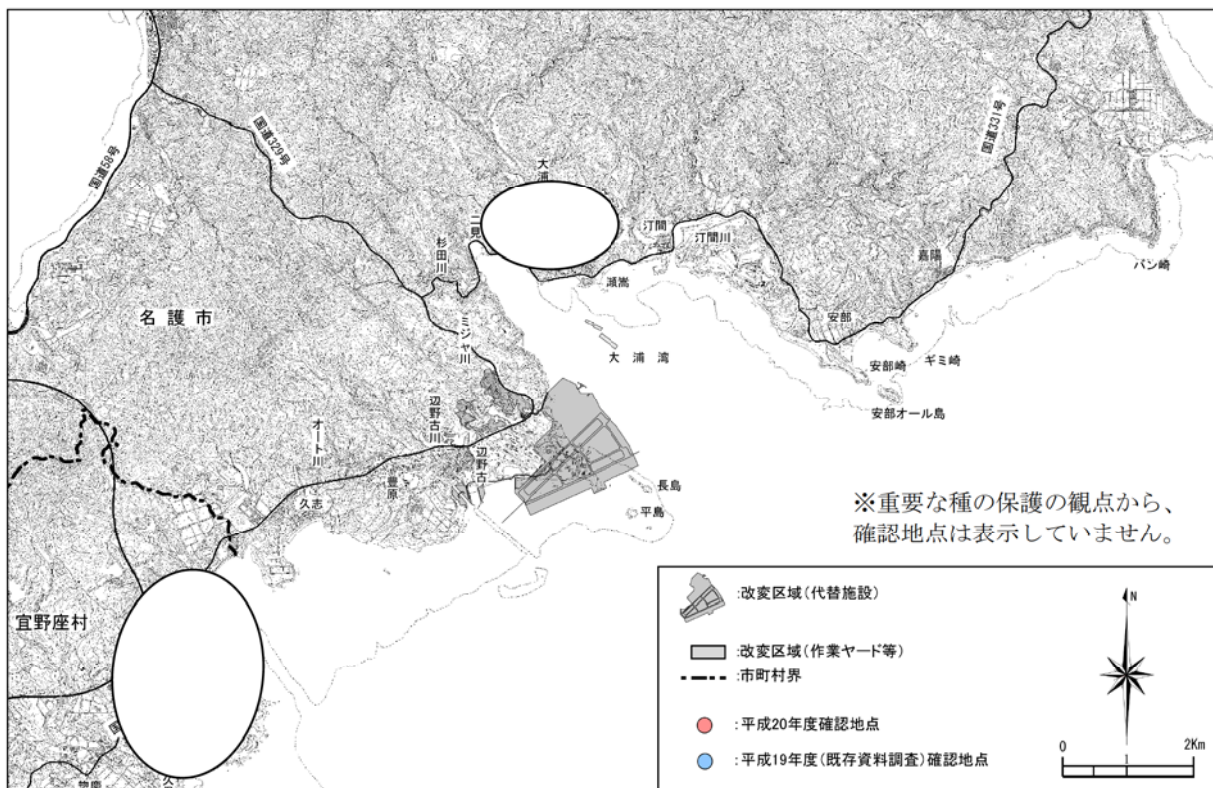 国道58号
国道329号
国道331号
大浦
二見
杉田川
汀間
汀間川
瀬嵩
嘉陽
バン崎
名護市
ミジャ川
大浦湾
安部
安部崎
ギミ崎
安部オール島
辺野古川
オート川
辺野古
豊原
久志
長島
平島
※重要な種の保護の観点から、
確認地点は表示していません。
宜野座村
:改変区域(代替施設)
:改変区域(作業ヤード等)
:市町村界
:平成20年度確認地点
:平成19年度(既存資料調査)確認地点
N
0
1
2Km